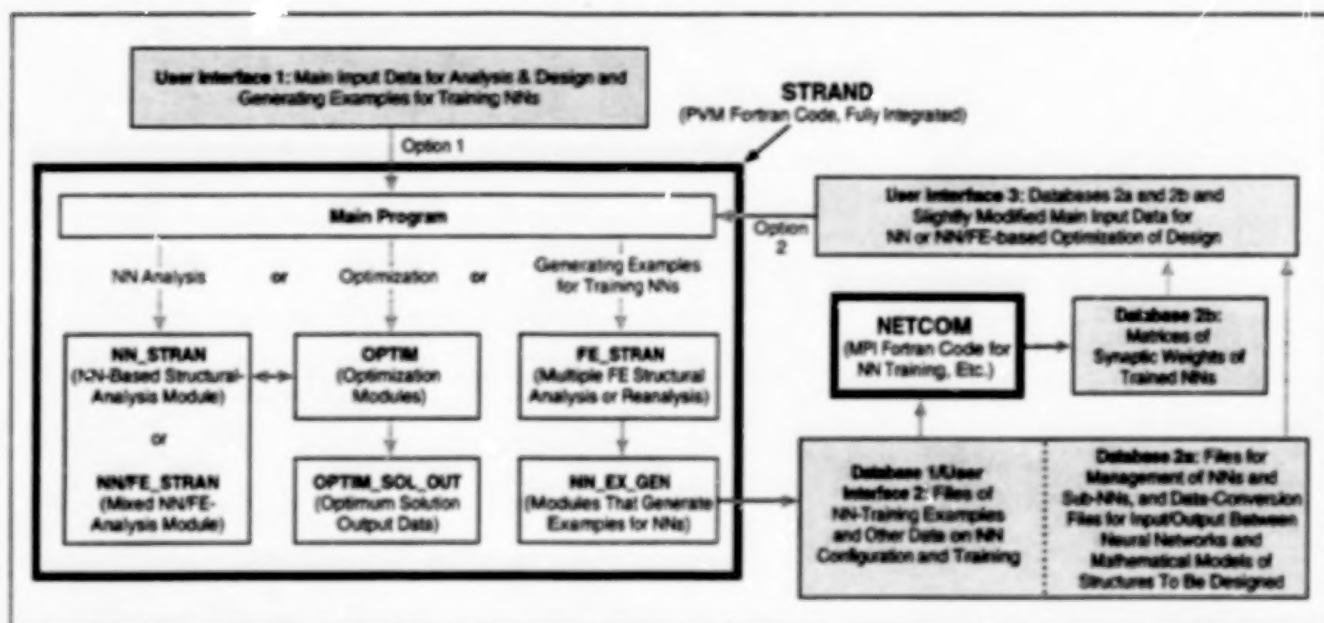 User Interface 1: Main Input Data for Analysis & Design and
Generating Examples for Training NNs
STRAND
(PVM Fortran Code, Fully Integrated)
Option 1
Main Program
User Interface 3: Databases 2a and 2b and
Slightly Modified Main Input Data for
NN or NN/FE-based Optimization of Design
Option
2
NN Analysis
or
Optimization
or
Generating Examples
for Training NNs
NN_STRAN
(NN-Based Structural-
Analysis Module)
or
NN/FE_STRAN
(Mixed NN/FE-
Analysis Module)
OPTIM
(Optimization
Modules)
OPTIM_SOL_OUT
(Optimum Solution
Output Data)
FE_STRAN
(Multiple FE Structural
Analysis or Reanalysis)
NN_EX_GEN
(Modules That Generate
Examples for NNs)
NETCOM
(MPI Fortran Code for
NN Training, Etc.)
Database 2b:
Matrices of
Synaptic Weights of
Trained NNs
Database 1/User
Interface 2: Files of
NN-Training Examples
and Other Data on NN
Configuration and Training
Database 2a: Files for
Management of NNs and
Sub-NNs, and Data-Conversion
Files for Input/Output Between
Neural Networks and
Mathematical Models of
Structures To Be Designed